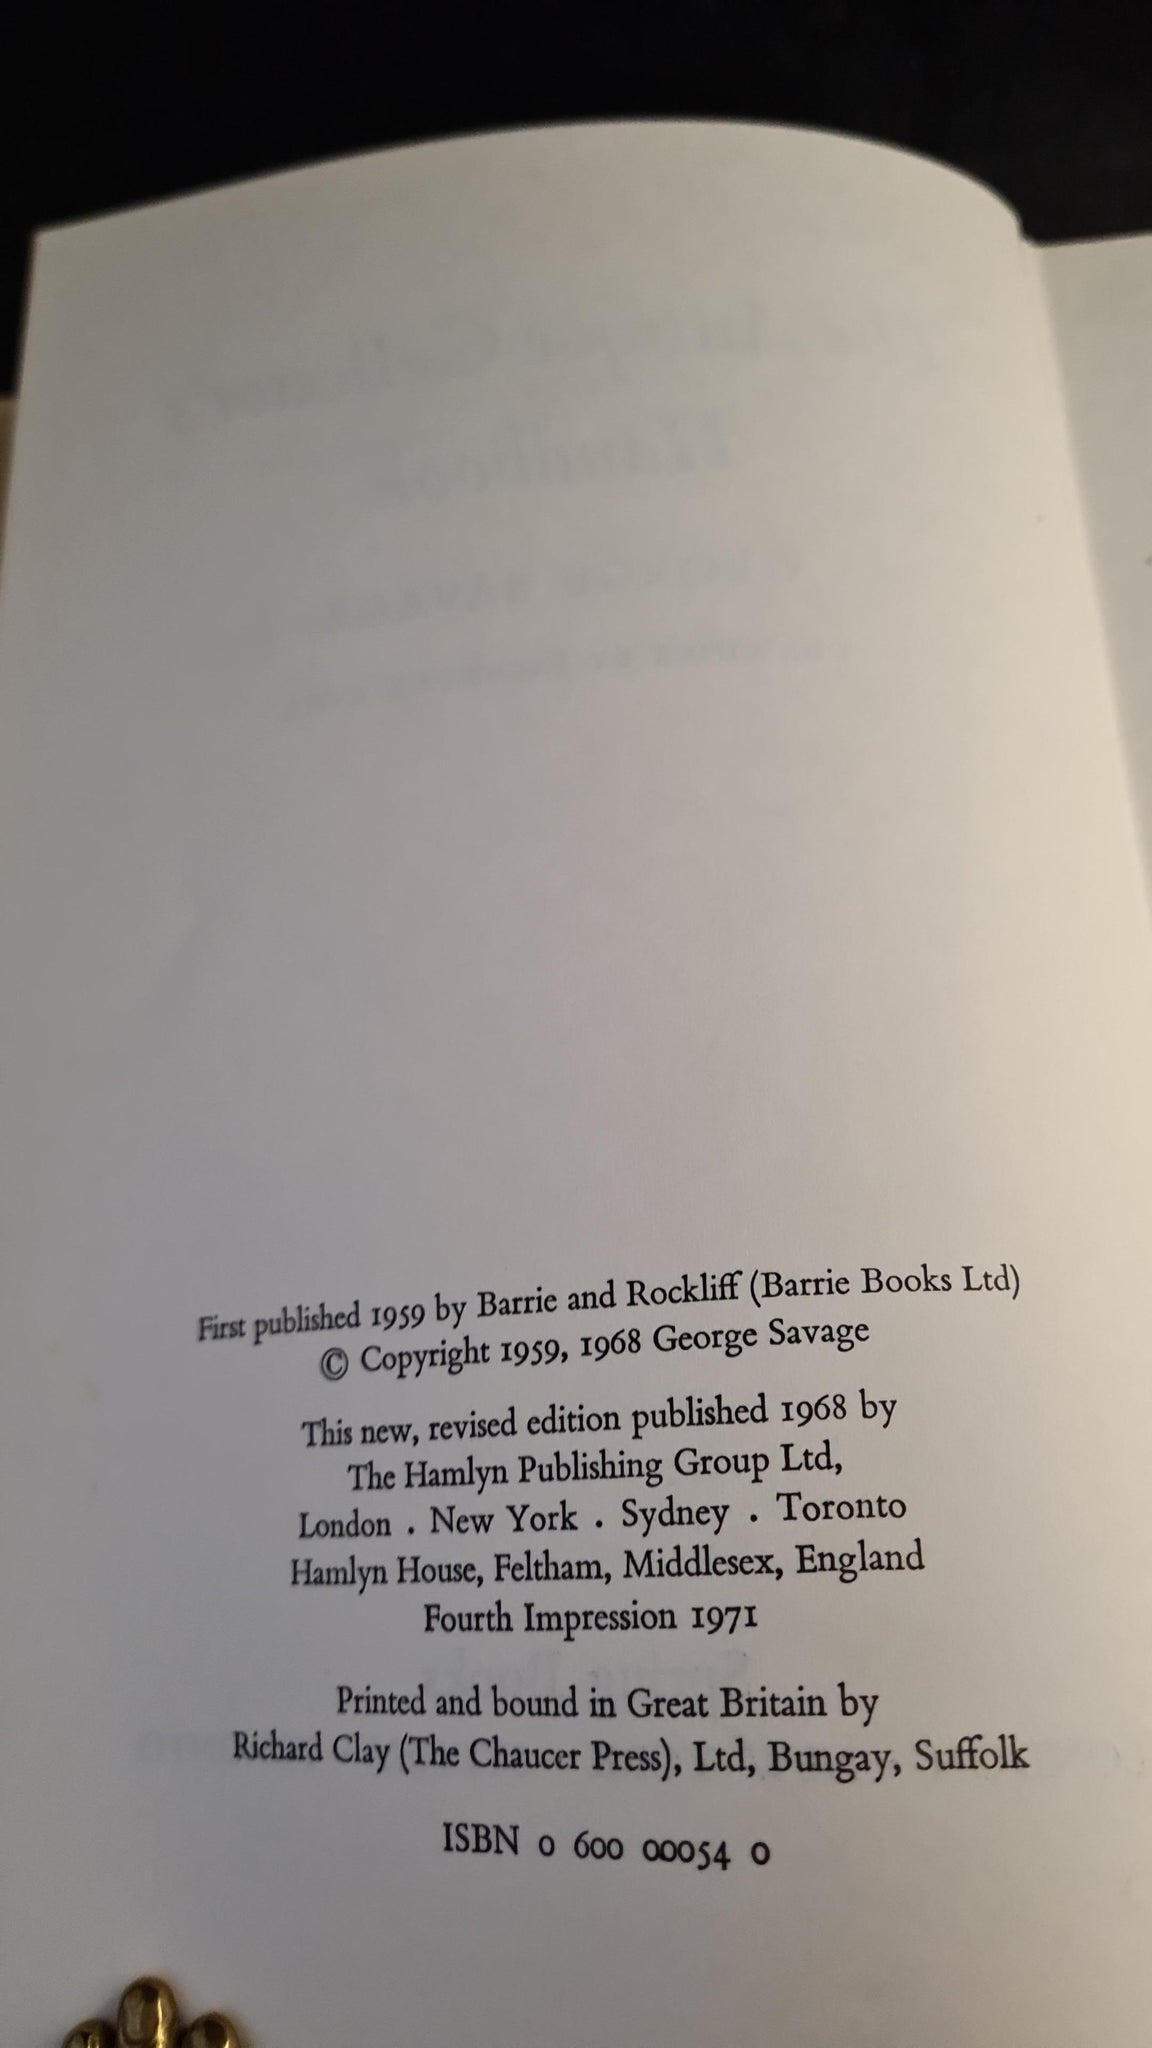 First published 1959 by Barrie and Rockliff (Barrie Books Ltd)
© Copyright 1959, 1968 George Savage
This new, revised edition published 1968 by
The Hamlyn Publishing Group Ltd,
London . New York . Sydney . Toronto
Hamlyn House, Feltham, Middlesex, England
Fourth Impression 1971
Printed and bound in Great Britain by
Richard Clay (The Chaucer Press), Ltd, Bungay, Suffolk
ISBN 0 600 00054 0